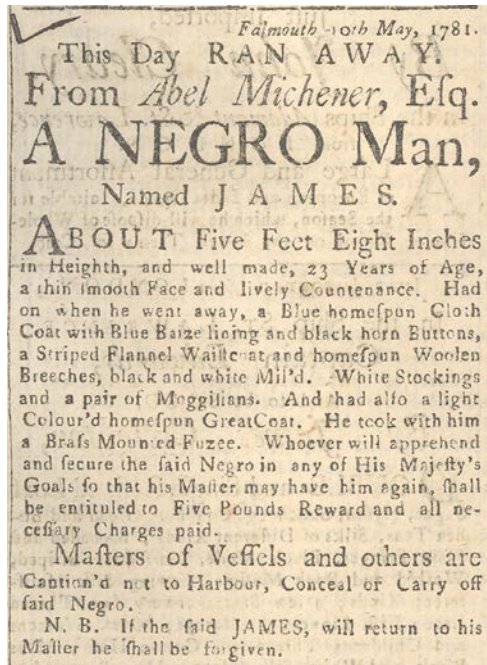 Falmouth 10th May, 1781.
This Day RAN AWAY.
From Abel Michener, Eſq.
A NEGRO Man,
Named JAMES.
ABOUT Five Feet Eight Inches
in Heighth, and well made, 23 Years of Age,
a thin ſmooth Face and lively Countenance. Had
on when he went away, a Blue homeſpun Cloth
Coat with Blue Baize lining and black horn Buttons,
a Striped Flannel Waiſtcoat and homeſpun Woolen
Breeches, black and white Mil'd. White Stockings
and a pair of Moggiſians. And had alſo a light
Colour'd homeſpun GreatCoat. He took with him
a Braſs Mounted Fuzee. Whoever will apprehend
and ſecure the ſaid Negro in any of His Majeſty's
Goals ſo that his Maſter may have him again, ſhall
be entituled to Five Pounds Reward and all ne-
ceſſary Charges paid.
Maſters of Veſſels and others are
Caution'd not to Harbour, Conceal or Carry off
ſaid Negro.
N. B. If the ſaid JAMES, will return to his
Maſter he ſhall be forgiven.